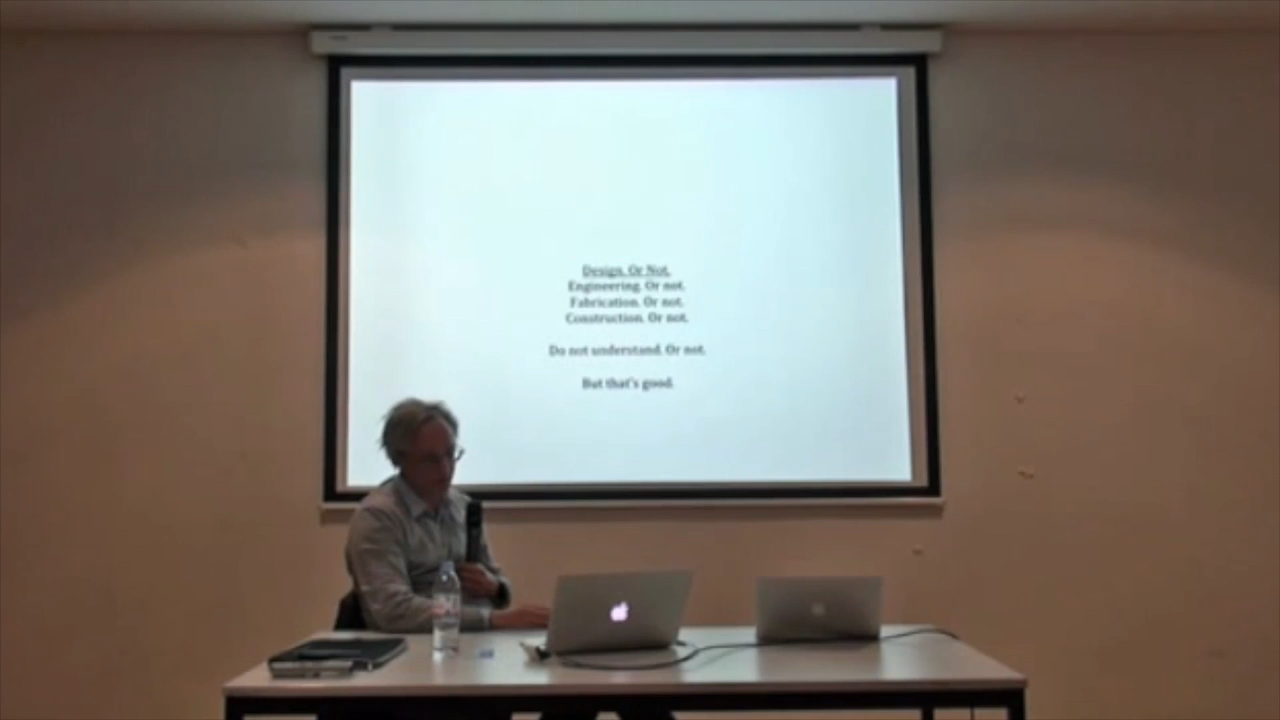 Design. Or Not.
Engineering. Or not.
Fabrication. Or not.
Construction. Or not.
Do not understand. Or not.
But that's good.